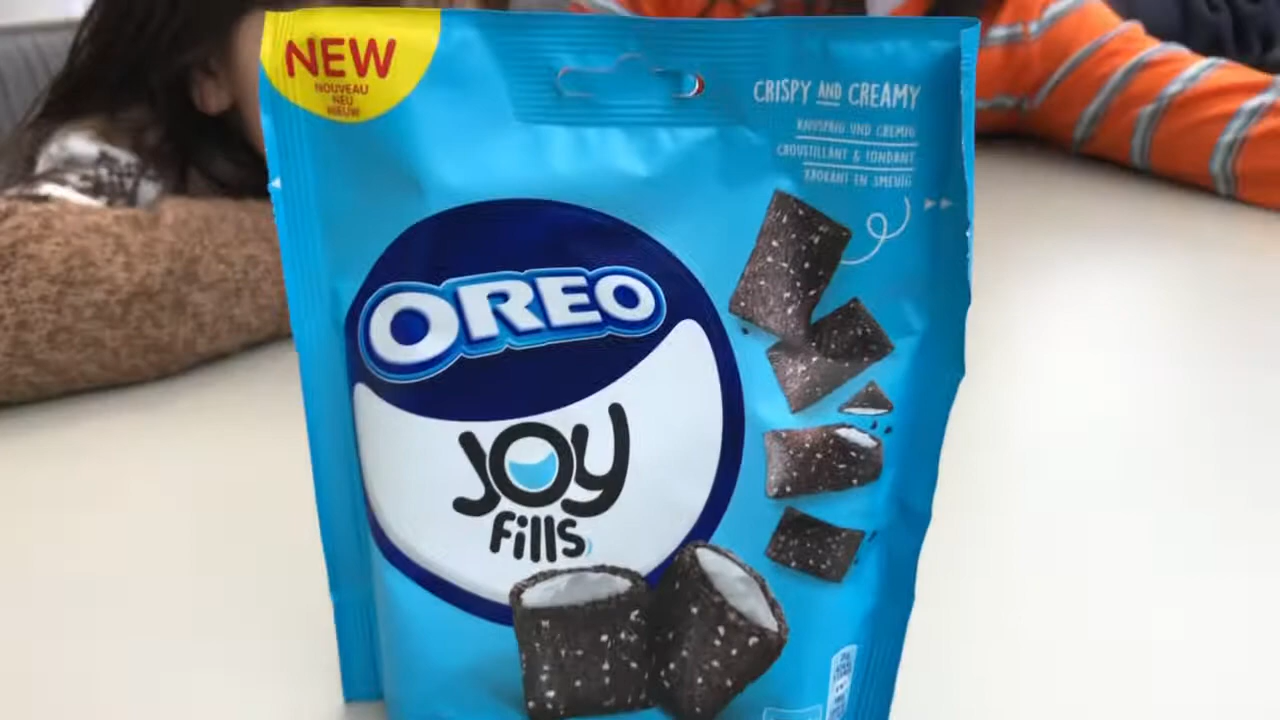 NEW
NOUVEAU
NEU
NIEUW
CRISPY AND CREAMY
KNUSPRIG UND CREMIG
CROUSTILLANT & FONDANT
KROKANT EN SMEUÏG
OREO
JOY
fills